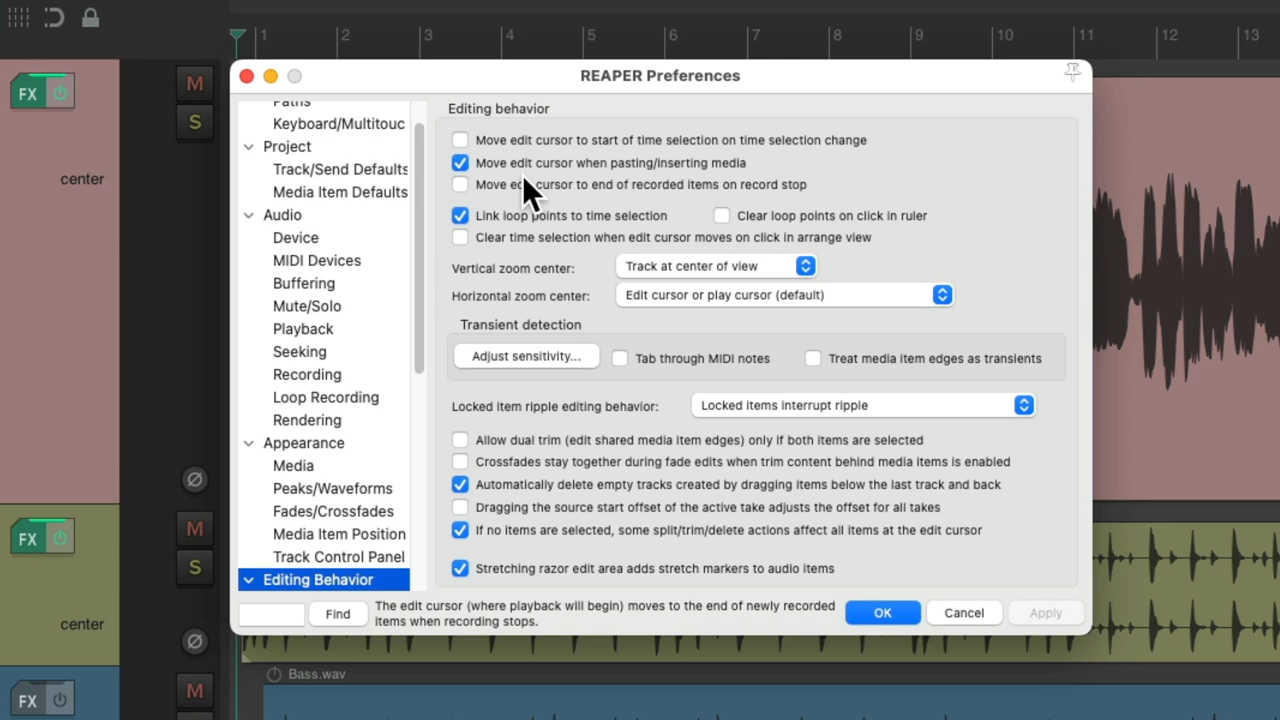 1 2 3 4 5 6 7 8 9 10 11 12 13
REAPER Preferences
FX
M
S
center
Paths
Keyboard/Multitouc
Project
Track/Send Defaults
Media Item Defaults
Audio
Device
MIDI Devices
Buffering
Mute/Solo
Playback
Seeking
Recording
Loop Recording
Rendering
Appearance
Media
Peaks/Waveforms
Fades/Crossfades
Media Item Position
Track Control Panel
Editing Behavior
Editing behavior
Move edit cursor to start of time selection on time selection change
Move edit cursor when pasting/inserting media
Move edit cursor to end of recorded items on record stop
Link loop points to time selection Clear loop points on click in ruler
Clear time selection when edit cursor moves on click in arrange view
Vertical zoom center: Track at center of view
Horizontal zoom center: Edit cursor or play cursor (default)
Transient detection
Adjust sensitivity... Tab through MIDI notes Treat media item edges as transients
Locked item ripple editing behavior: Locked items interrupt ripple
Allow dual trim (edit shared media item edges) only if both items are selected
Crossfades stay together during fade edits when trim content behind media items is enabled
Automatically delete empty tracks created by dragging items below the last track and back
Dragging the source start offset of the active take adjusts the offset for all takes
If no items are selected, some split/trim/delete actions affect all items at the edit cursor
Stretching razor edit area adds stretch markers to audio items
Find
The edit cursor (where playback will begin) moves to the end of newly recorded
items when recording stops.
OK Cancel Apply
FX
M
S
center
Bass.wav
FX
M